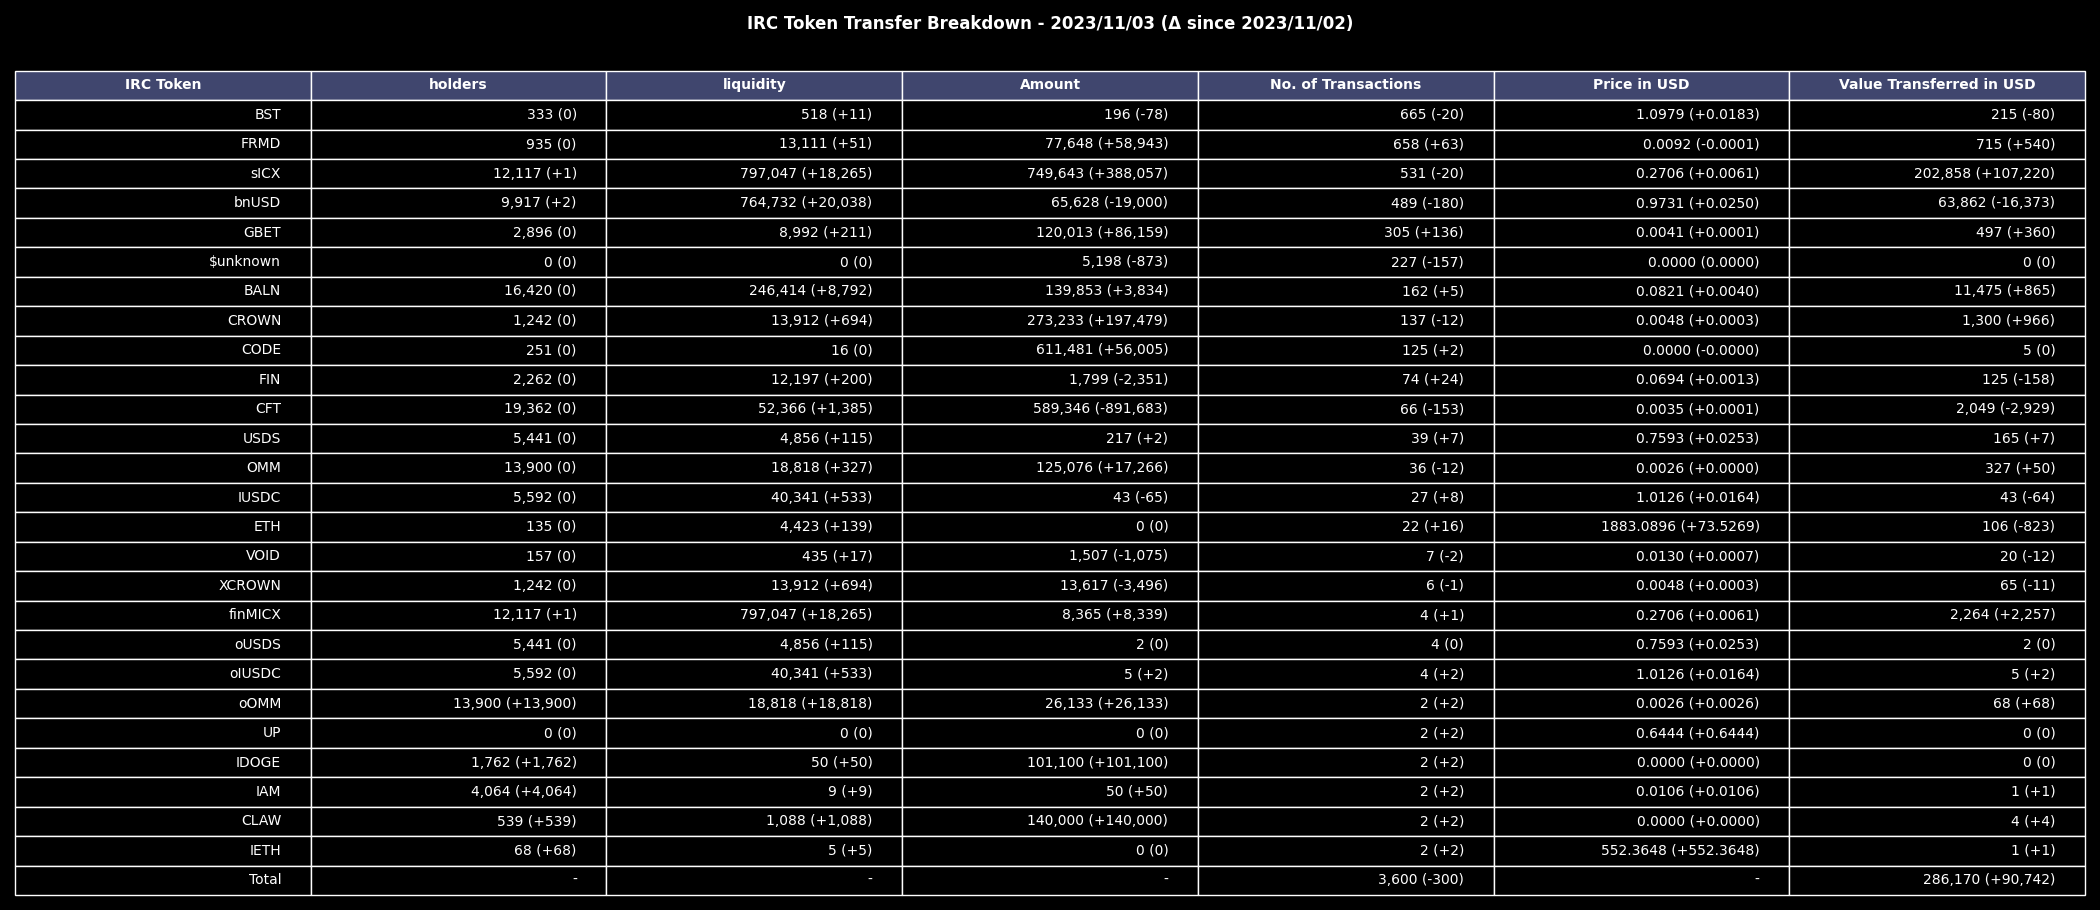 IRC Token Transfer Breakdown - 2023/11/03 (Δ since 2023/11/02)
IRC Token holders liquidity Amount No. of Transactions Price in USD Value Transferred in USD
BST 333 (0) 518 (+11) 196 (-78) 665 (-20) 1.0979 (+0.0183) 215 (-80)
FRMD 935 (0) 13,111 (+51) 77,648 (+58,943) 658 (+63) 0.0092 (-0.0001) 715 (+540)
sICX 12,117 (+1) 797,047 (+18,265) 749,643 (+388,057) 531 (-20) 0.2706 (+0.0061) 202,858 (+107,220)
bnUSD 9,917 (+2) 764,732 (+20,038) 65,628 (-19,000) 489 (-180) 0.9731 (+0.0250) 63,862 (-16,373)
GBET 2,896 (0) 8,992 (+211) 120,013 (+86,159) 305 (+136) 0.0041 (+0.0001) 497 (+360)
$unknown 0 (0) 0 (0) 5,198 (-873) 227 (-157) 0.0000 (0.0000) 0 (0)
BALN 16,420 (0) 246,414 (+8,792) 139,853 (+3,834) 162 (+5) 0.0821 (+0.0040) 11,475 (+865)
CROWN 1,242 (0) 13,912 (+694) 273,233 (+197,479) 137 (-12) 0.0048 (+0.0003) 1,300 (+966)
CODE 251 (0) 16 (0) 611,481 (+56,005) 125 (+2) 0.0000 (-0.0000) 5 (0)
FIN 2,262 (0) 12,197 (+200) 1,799 (-2,351) 74 (+24) 0.0694 (+0.0013) 125 (-158)
CFT 19,362 (0) 52,366 (+1,385) 589,346 (-891,683) 66 (-153) 0.0035 (+0.0001) 2,049 (-2,929)
USDS 5,441 (0) 4,856 (+115) 217 (+2) 39 (+7) 0.7593 (+0.0253) 165 (+7)
OMM 13,900 (0) 18,818 (+327) 125,076 (+17,266) 36 (-12) 0.0026 (+0.0000) 327 (+50)
IUSDC 5,592 (0) 40,341 (+533) 43 (-65) 27 (+8) 1.0126 (+0.0164) 43 (-64)
ETH 135 (0) 4,423 (+139) 0 (0) 22 (+16) 1883.0896 (+73.5269) 106 (-823)
VOID 157 (0) 435 (+17) 1,507 (-1,075) 7 (-2) 0.0130 (+0.0007) 20 (-12)
XCROWN 1,242 (0) 13,912 (+694) 13,617 (-3,496) 6 (-1) 0.0048 (+0.0003) 65 (-11)
finMICX 12,117 (+1) 797,047 (+18,265) 8,365 (+8,339) 4 (+1) 0.2706 (+0.0061) 2,264 (+2,257)
oUSDS 5,441 (0) 4,856 (+115) 2 (0) 4 (0) 0.7593 (+0.0253) 2 (0)
oIUSDC 5,592 (0) 40,341 (+533) 5 (+2) 4 (+2) 1.0126 (+0.0164) 5 (+2)
oOMM 13,900 (+13,900) 18,818 (+18,818) 26,133 (+26,133) 2 (+2) 0.0026 (+0.0026) 68 (+68)
UP 0 (0) 0 (0) 0 (0) 2 (+2) 0.6444 (+0.6444) 0 (0)
IDOGE 1,762 (+1,762) 50 (+50) 101,100 (+101,100) 2 (+2) 0.0000 (+0.0000) 0 (0)
IAM 4,064 (+4,064) 9 (+9) 50 (+50) 2 (+2) 0.0106 (+0.0106) 1 (+1)
CLAW 539 (+539) 1,088 (+1,088) 140,000 (+140,000) 2 (+2) 0.0000 (+0.0000) 4 (+4)
IETH 68 (+68) 5 (+5) 0 (0) 2 (+2) 552.3648 (+552.3648) 1 (+1)
Total - - - 3,600 (-300) - 286,170 (+90,742)